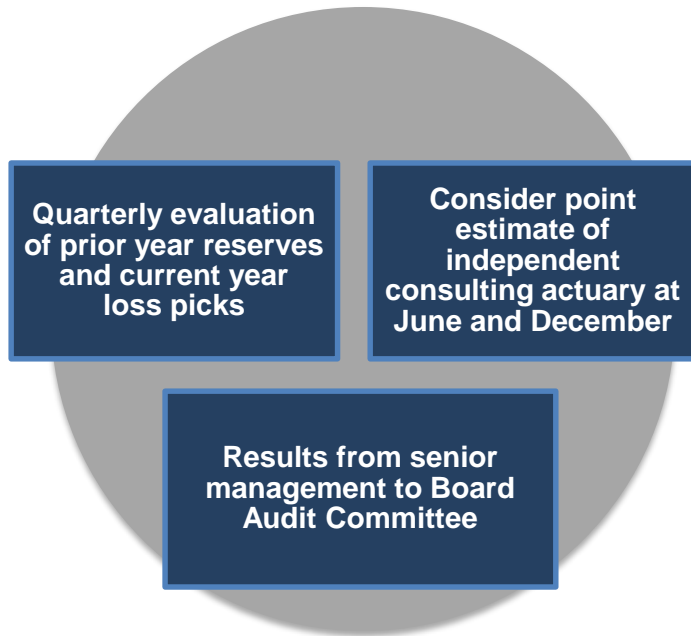 Quarterly evaluation
of prior year reserves
and current year
loss picks
Consider point
estimate of
independent
consulting actuary at
June and December
Results from senior
management to Board
Audit Committee